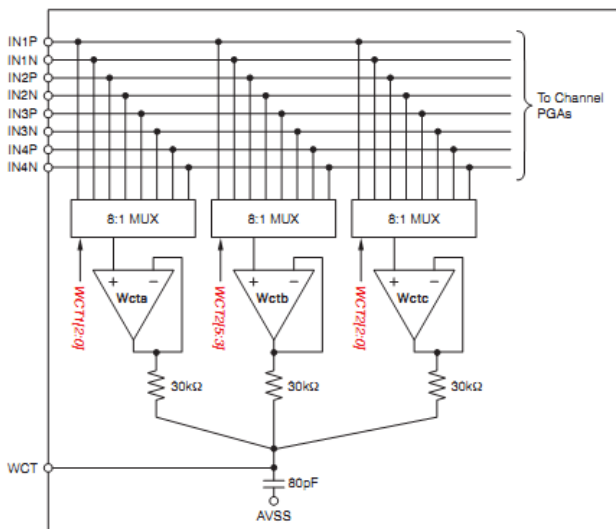 IN1P
IN1N
IN2P
IN2N
IN3P
IN3N
IN4P
IN4N
To Channel
PGAs
8:1 MUX
8:1 MUX
8:1 MUX
+
−
Wcta
+
−
Wctb
+
−
Wctc
WCT1[2:0]
WCT2[5:3]
WCT2[2:0]
30kΩ
30kΩ
30kΩ
WCT
80pF
AVSS